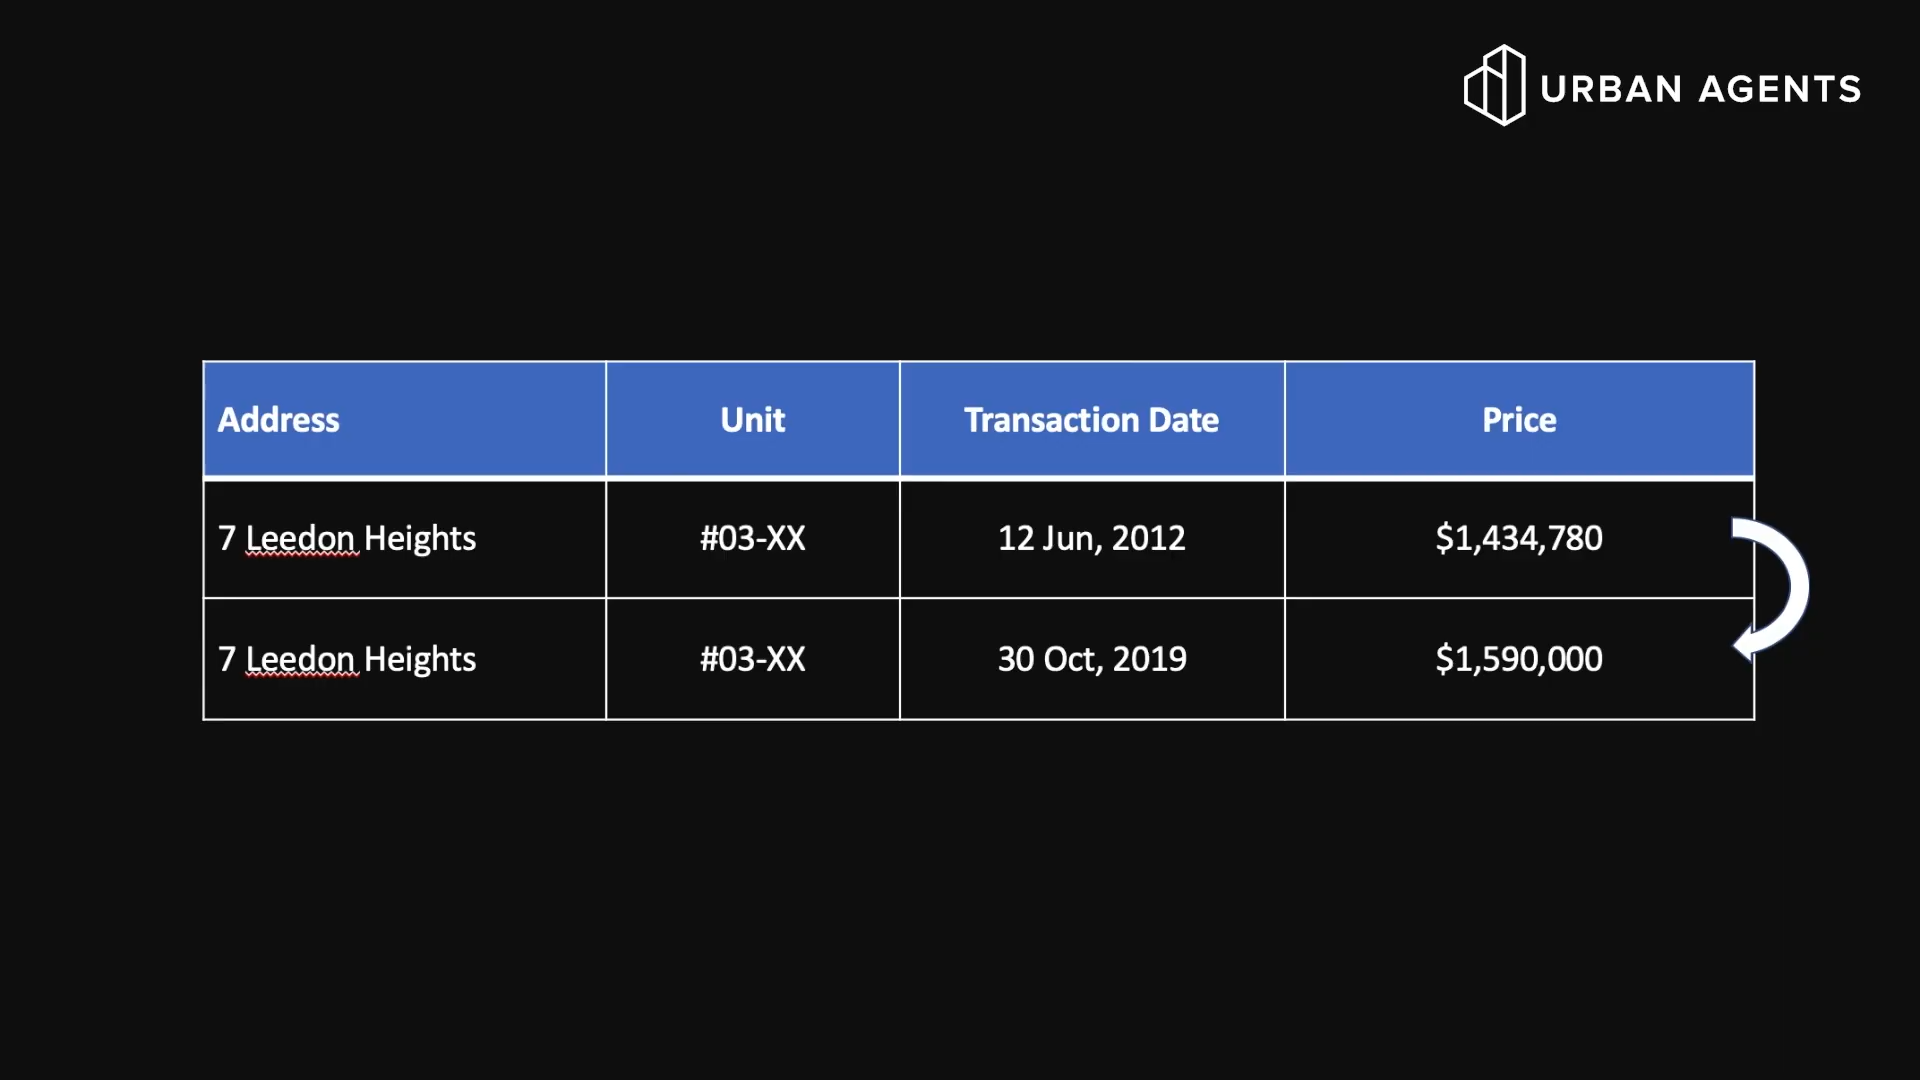 URBAN AGENTS
Address Unit Transaction Date Price
7 Leedon Heights #03-XX 12 Jun, 2012 $1,434,780
7 Leedon Heights #03-XX 30 Oct, 2019 $1,590,000